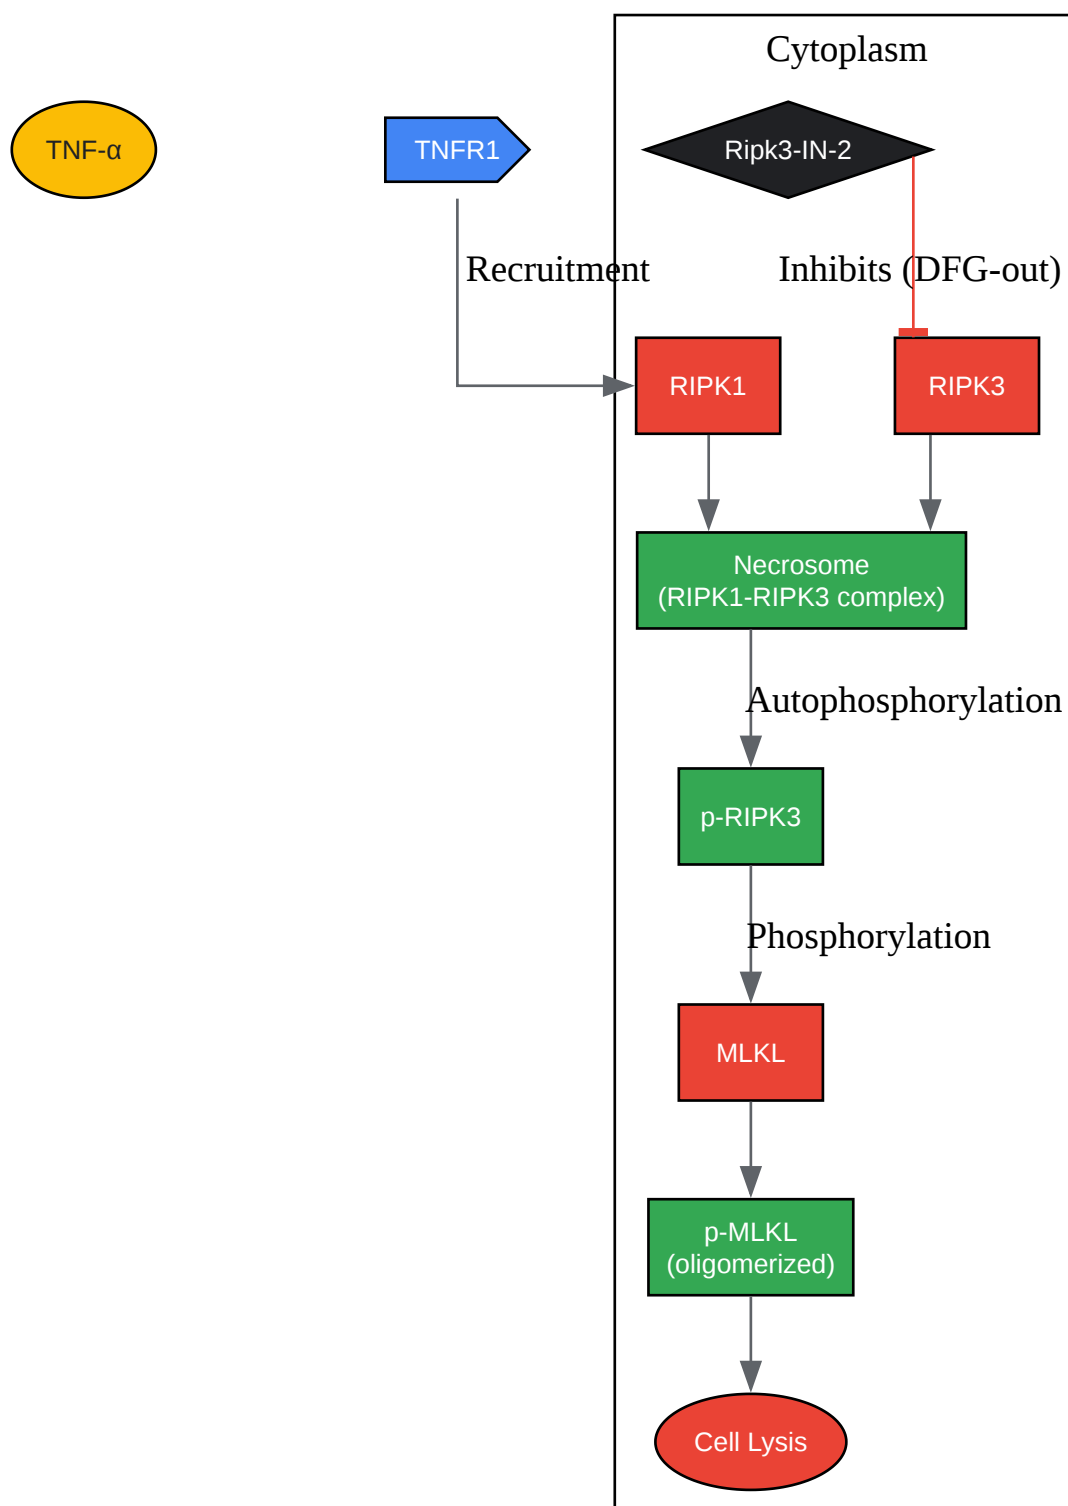 Cytoplasm
TNF-α
TNFR1
Ripk3-IN-2
Recruitment
Inhibits (DFG-out)
RIPK1
RIPK3
Necrosome
(RIPK1-RIPK3 complex)
Autophosphorylation
p-RIPK3
Phosphorylation
MLKL
p-MLKL
(oligomerized)
Cell Lysis